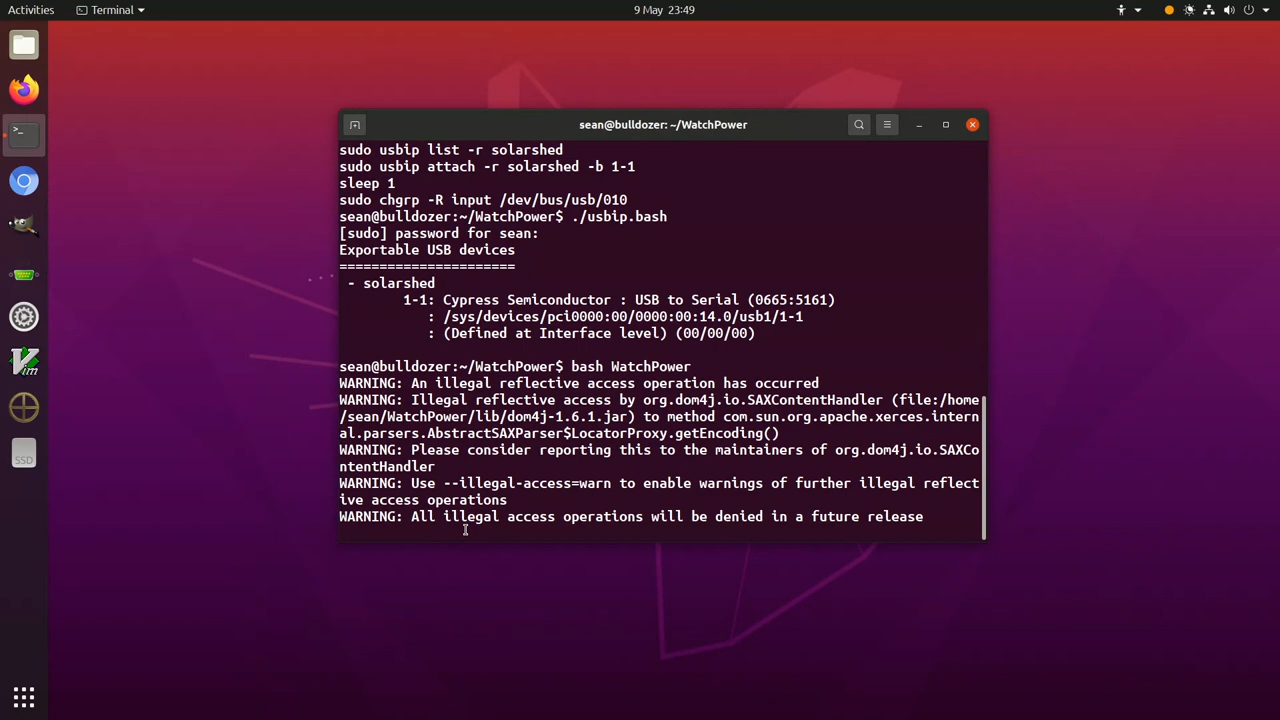 Activities
Terminal
9 May 23:49
sean@bulldozer: ~/WatchPower
sudo usbip list -r solarshed
sudo usbip attach -r solarshed -b 1-1
sleep 1
sudo chgrp -R input /dev/bus/usb/010
sean@bulldozer:~/WatchPower$ ./usbip.bash
[sudo] password for sean:
Exportable USB devices
======================
- solarshed
1-1: Cypress Semiconductor : USB to Serial (0665:5161)
: /sys/devices/pci0000:00/0000:00:14.0/usb1/1-1
: (Defined at Interface level) (00/00/00)
sean@bulldozer:~/WatchPower$ bash WatchPower
WARNING: An illegal reflective access operation has occurred
WARNING: Illegal reflective access by org.dom4j.io.SAXContentHandler (file:/home
/sean/WatchPower/lib/dom4j-1.6.1.jar) to method com.sun.org.apache.xerces.intern
al.parsers.AbstractSAXParser$LocatorProxy.getEncoding()
WARNING: Please consider reporting this to the maintainers of org.dom4j.io.SAXCo
ntentHandler
WARNING: Use --illegal-access=warn to enable warnings of further illegal reflect
ive access operations
WARNING: All illegal access operations will be denied in a future release
>_
Vim
SSD